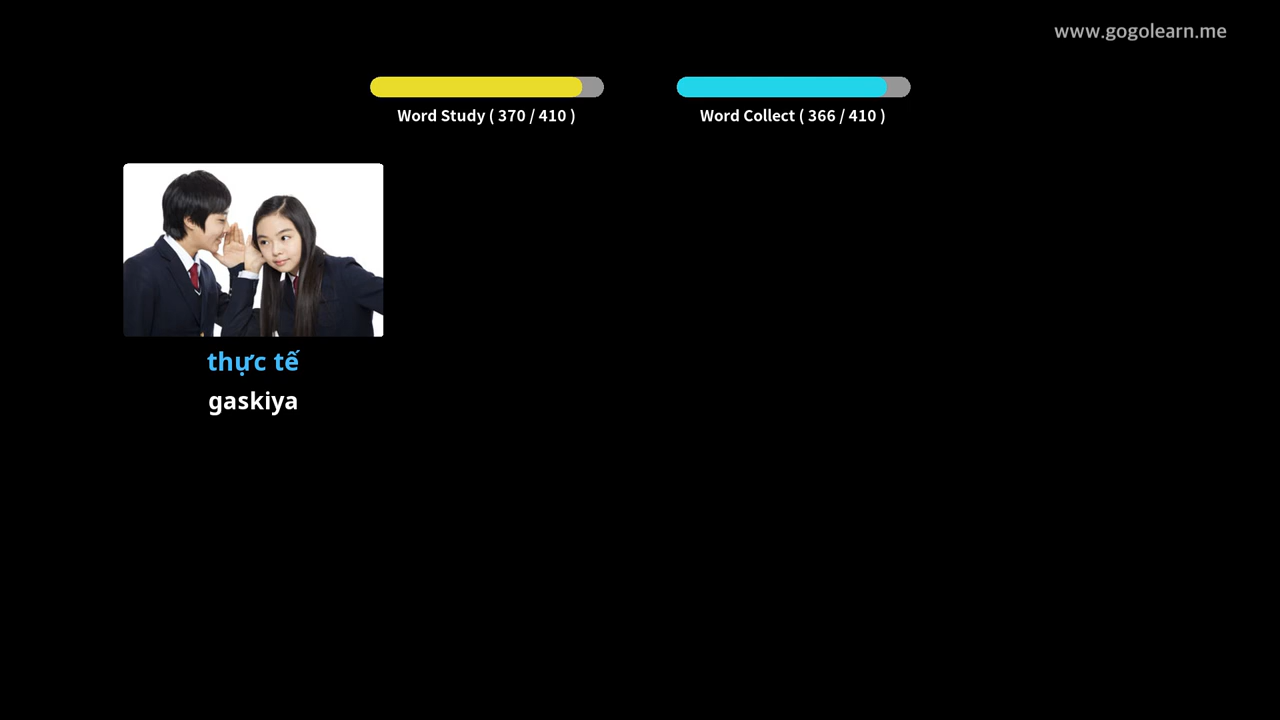 www.gogolearn.me
Word Study ( 370 / 410 )
Word Collect ( 366 / 410 )
thực tế
gaskiya